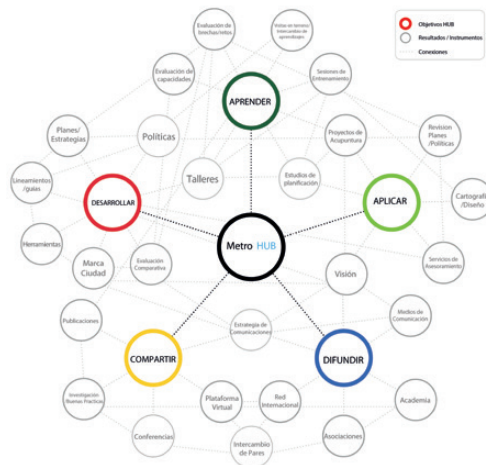 Objetivos HUB
Resultados / Instrumentos
Conexiones
Evaluación de
brechas/retos
Visitas en terreno/
Intercambio de
aprendizajes
Evaluación de
capacidades
Sesiones de
Entrenamiento
APRENDER
Planes/
Estrategias
Políticas
Proyectos de
Acupuntura
Revision
Planes
/Políticas
Talleres
Estudios de
planificación
Lineamientos
/guías
DESARROLLAR
APLICAR
Cartografía
/Diseño
Herramientas
Metro HUB
Marca
Ciudad
Evaluación
Comparativa
Visión
Servicios de
Asesoramiento
Publicaciones
Estrategia de
Comunicaciones
Medios de
Comunicación
COMPARTIR
DIFUNDIR
Investigación
Buenas Practicas
Plataforma
Virtual
Red
Internacional
Academia
Conferencias
Intercambio
de Pares
Asociaciones